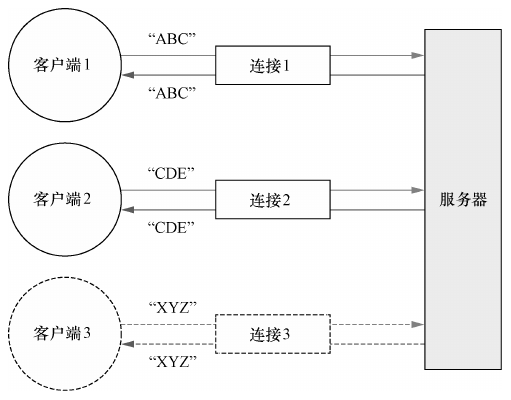 “ABC”
客户端1
连接1
“ABC”
“CDE”
客户端2
连接2
服务器
“CDE”
“XYZ”
客户端3
连接3
“XYZ”